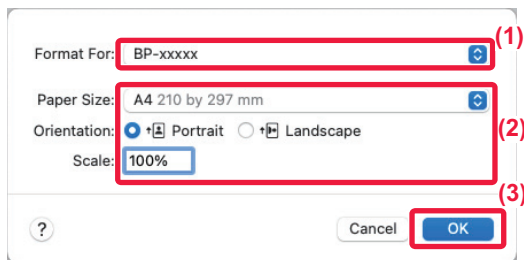 (1)
Format For: BP-xxxxx
Paper Size: A4 210 by 297 mm
(2)
Orientation: Portrait Landscape
Scale: 100%
(3)
? Cancel OK